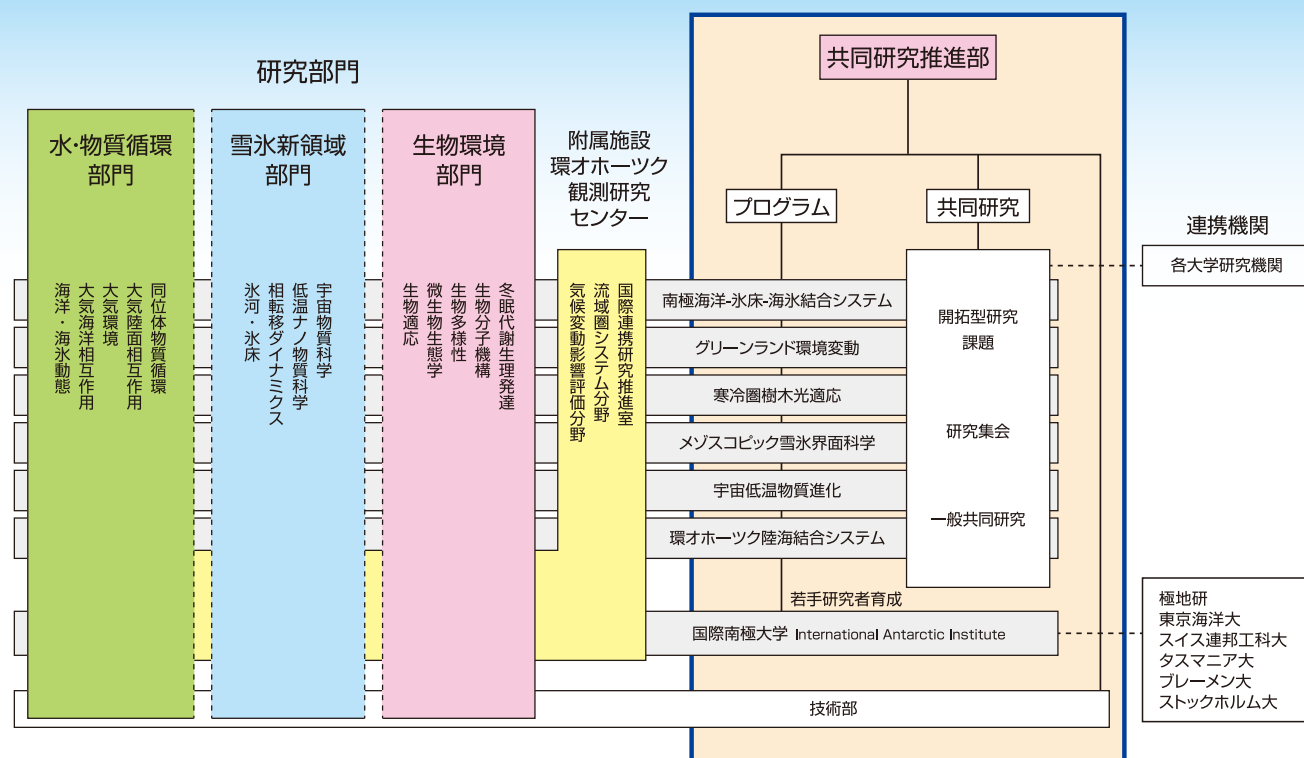 研究部門
水・物質循環
部門
同位体物質循環
大気陸面相互作用
大気環境
大気海洋相互作用
海洋・海氷動態
雪氷新領域
部門
宇宙物質科学
低温ナノ物質科学
相転移ダイナミクス
氷河・氷床
生物環境
部門
冬眠代謝生理発達
生物分子機構
生物多様性
微生物生態学
生物適応
附属施設
環オホーツク
観測研究
センター
国際連携研究推進室
流域圏システム分野
気候変動影響評価分野
共同研究推進部
プログラム
南極海洋-氷床-海氷結合システム
グリーンランド環境変動
寒冷圏樹木光適応
メゾスコピック雪氷界面科学
宇宙低温物質進化
環オホーツク陸海結合システム
若手研究者育成
国際南極大学 International Antarctic Institute
共同研究
開拓型研究
課題
研究集会
一般共同研究
技術部
連携機関
各大学研究機関
極地研
東京海洋大
スイス連邦工科大
タスマニア大
ブレーメン大
ストックホルム大